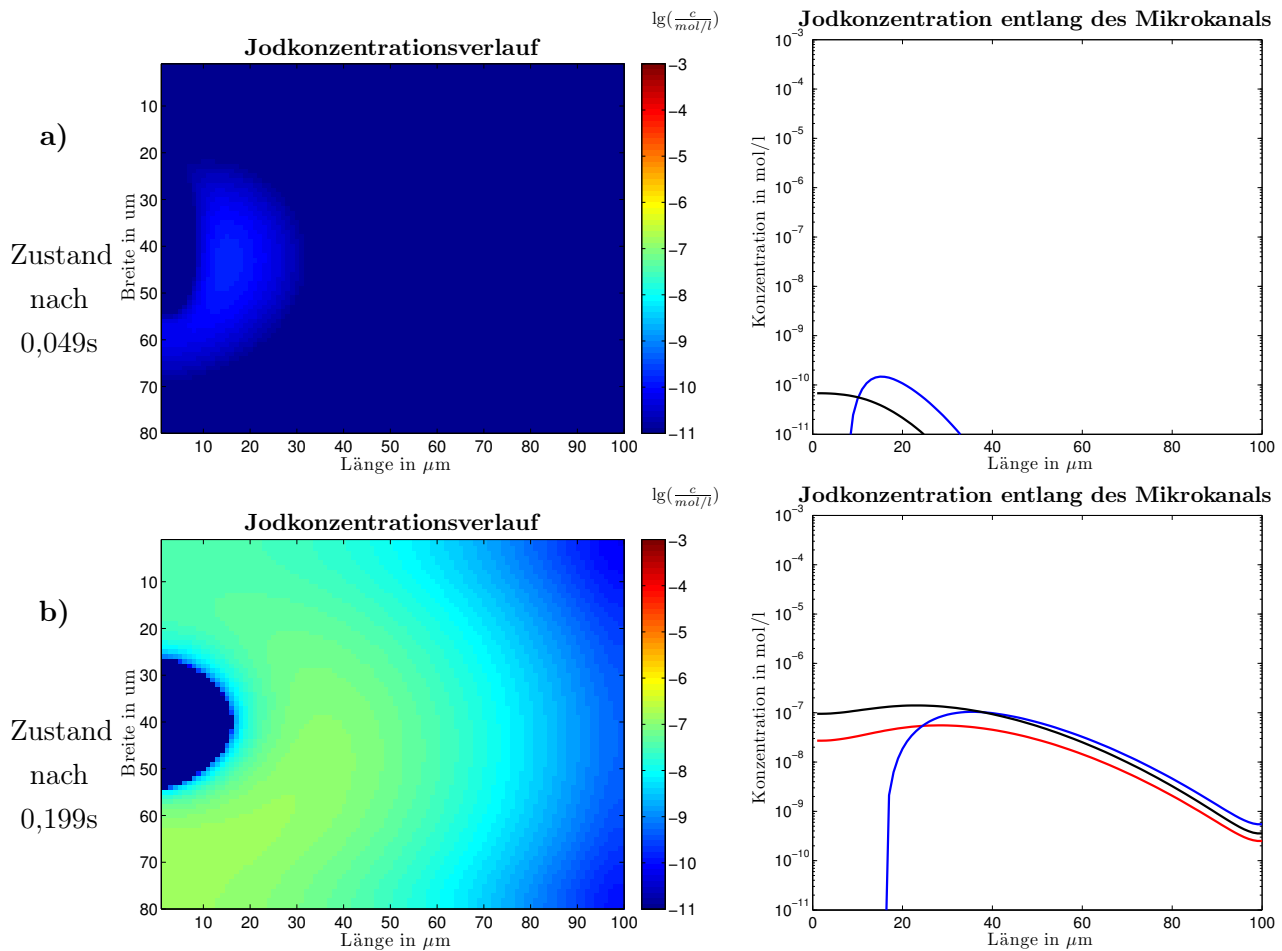 a)
Zustand
nach
0,049s
Jodkonzentrationsverlauf
lg(c/mol/l)
Breite in um
10
20
30
40
50
60
70
80
10 20 30 40 50 60 70 80 90 100
Länge in μm
−3
−4
−5
−6
−7
−8
−9
−10
−11
Jodkonzentration entlang des Mikrokanals
Konzentration in mol/l
10⁻³
10⁻⁴
10⁻⁵
10⁻⁶
10⁻⁷
10⁻⁸
10⁻⁹
10⁻¹⁰
10⁻¹¹
0 20 40 60 80 100
Länge in μm
b)
Zustand
nach
0,199s
Jodkonzentrationsverlauf
lg(c/mol/l)
Breite in um
10
20
30
40
50
60
70
80
10 20 30 40 50 60 70 80 90 100
Länge in μm
−3
−4
−5
−6
−7
−8
−9
−10
−11
Jodkonzentration entlang des Mikrokanals
Konzentration in mol/l
10⁻³
10⁻⁴
10⁻⁵
10⁻⁶
10⁻⁷
10⁻⁸
10⁻⁹
10⁻¹⁰
10⁻¹¹
0 20 40 60 80 100
Länge in μm